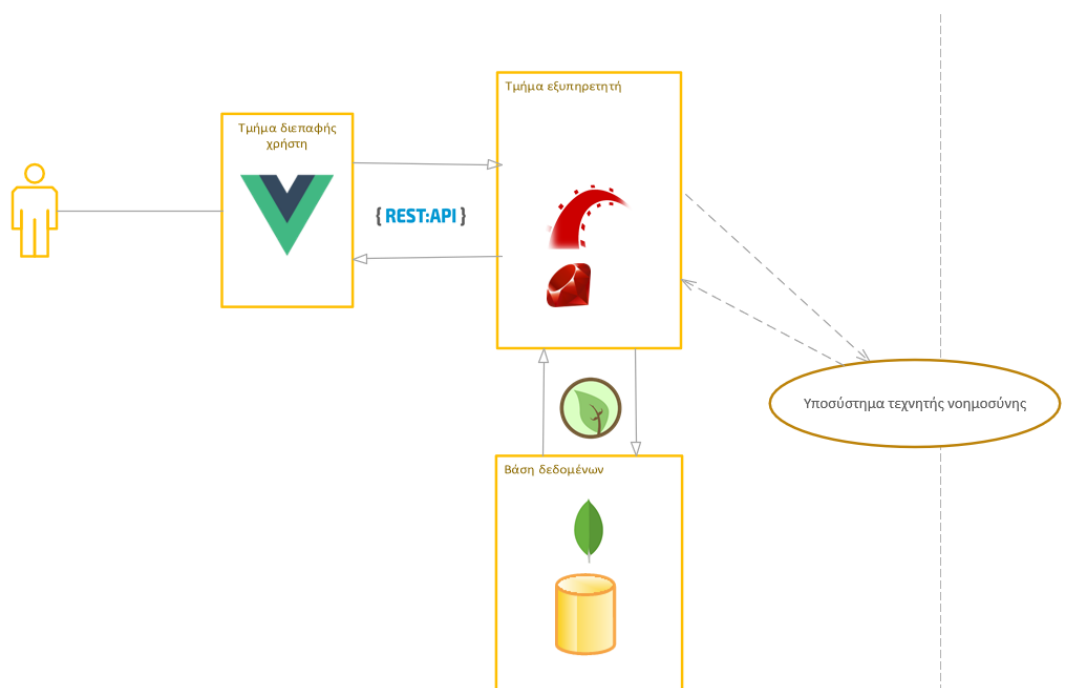 Τμήμα εξυπηρετητή
Τμήμα διεπαφής
χρήστη
{ REST:API }
Υποσύστημα τεχνητής νοημοσύνης
Βάση δεδομένων